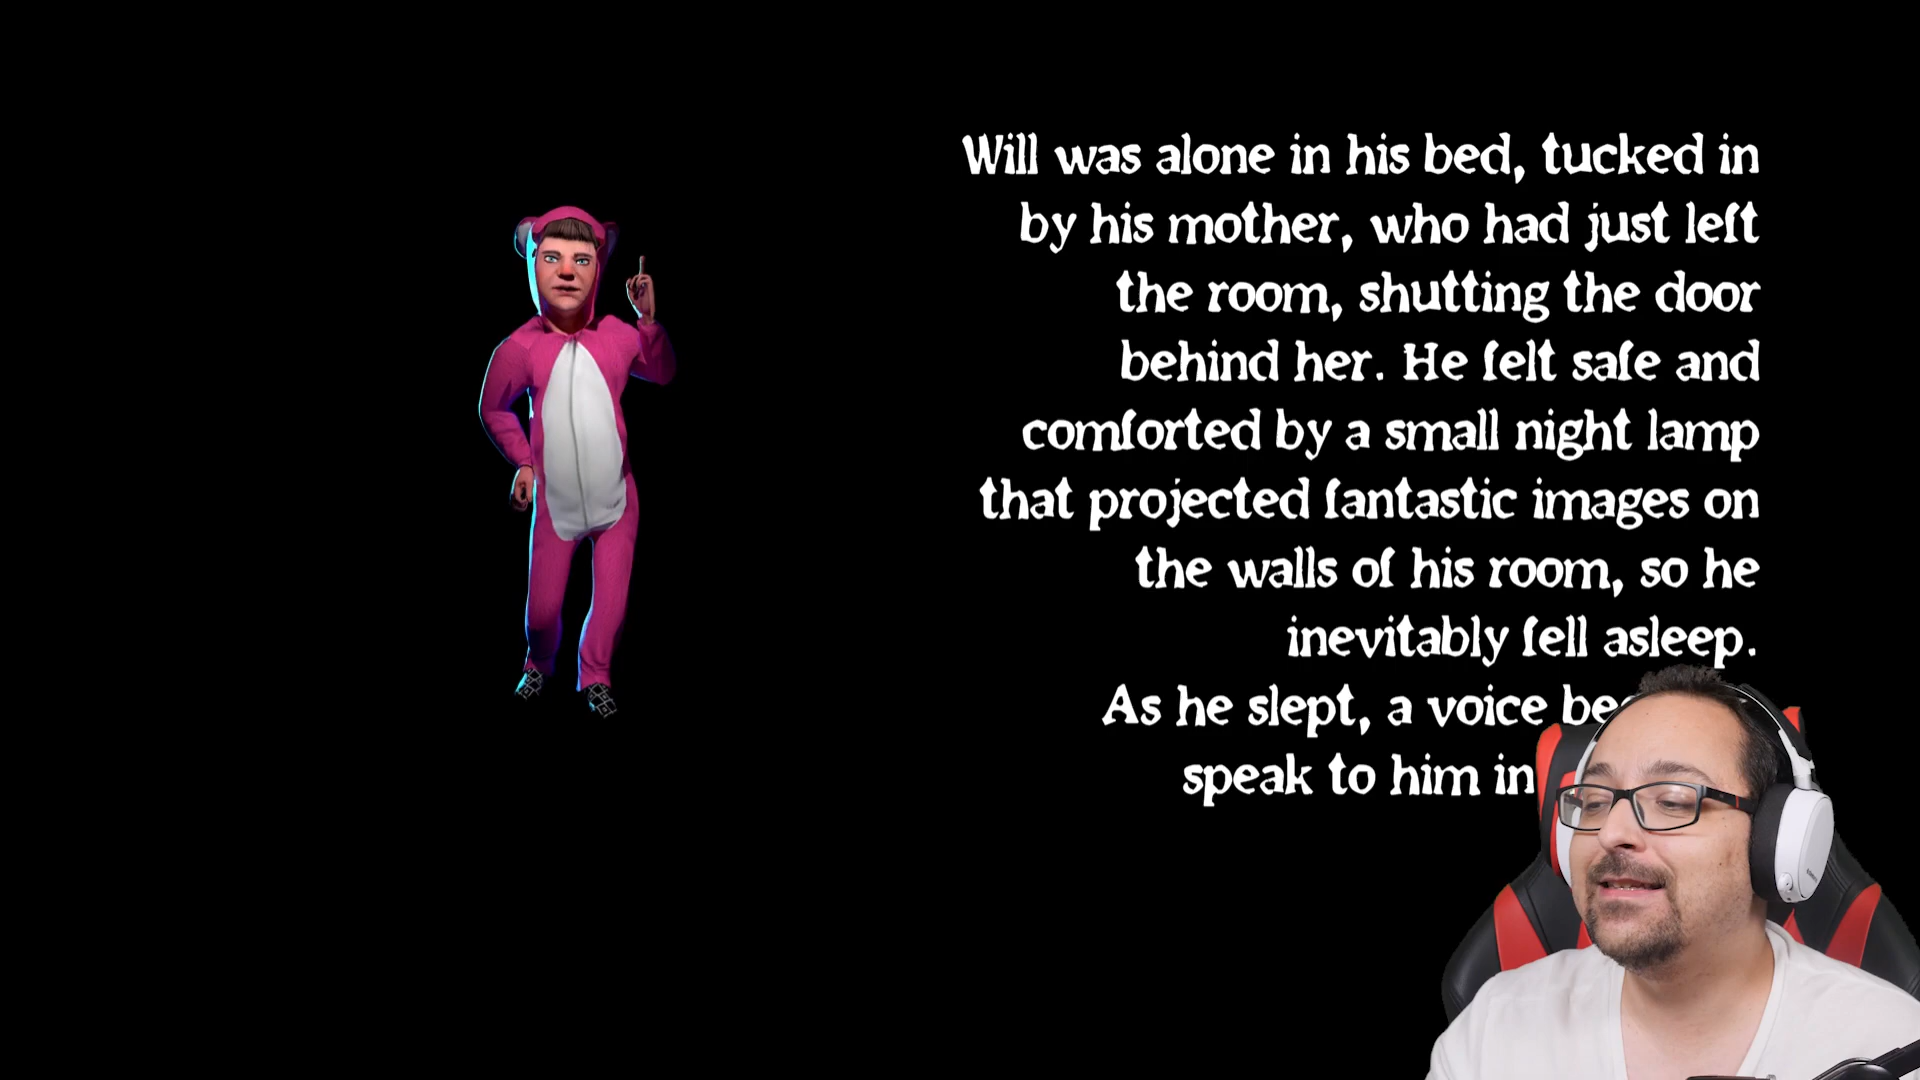 Will was alone in his bed, tucked in
by his mother, who had just left
the room, shutting the door
behind her. He felt safe and
comforted by a small night lamp
that projected fantastic images on
the walls of his room, so he
inevitably fell asleep.
As he slept, a voice
speak to him in